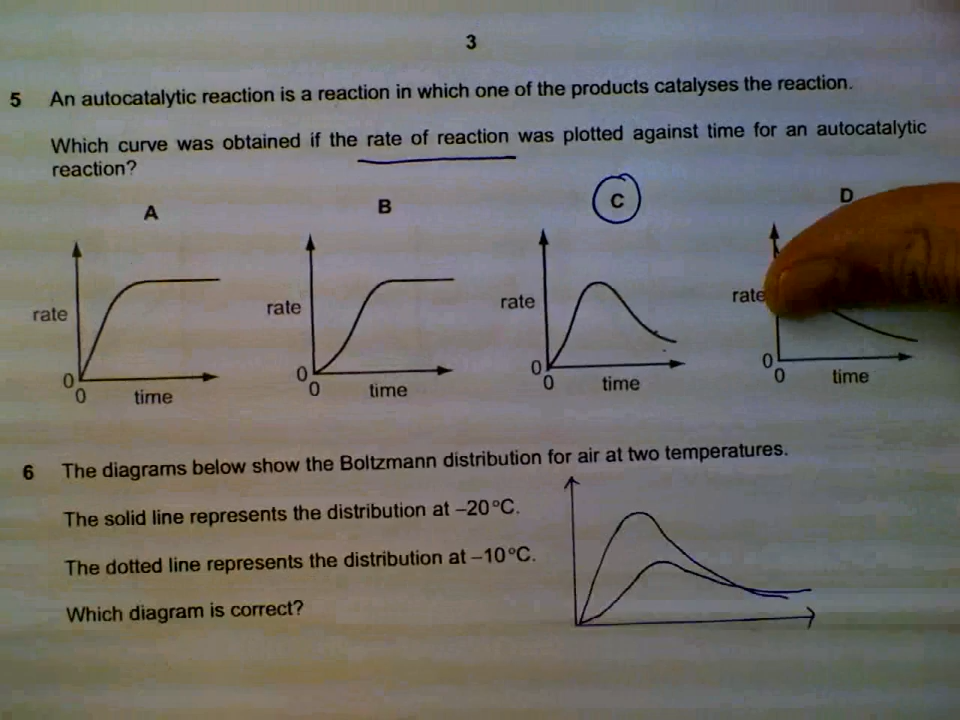 3
5 An autocatalytic reaction is a reaction in which one of the products catalyses the reaction.
Which curve was obtained if the rate of reaction was plotted against time for an autocatalytic
reaction?
A B C D
rate rate rate rate
0 0 0 0
0 time 0 time 0 time 0 time
6 The diagrams below show the Boltzmann distribution for air at two temperatures.
The solid line represents the distribution at –20°C.
The dotted line represents the distribution at –10°C.
Which diagram is correct?